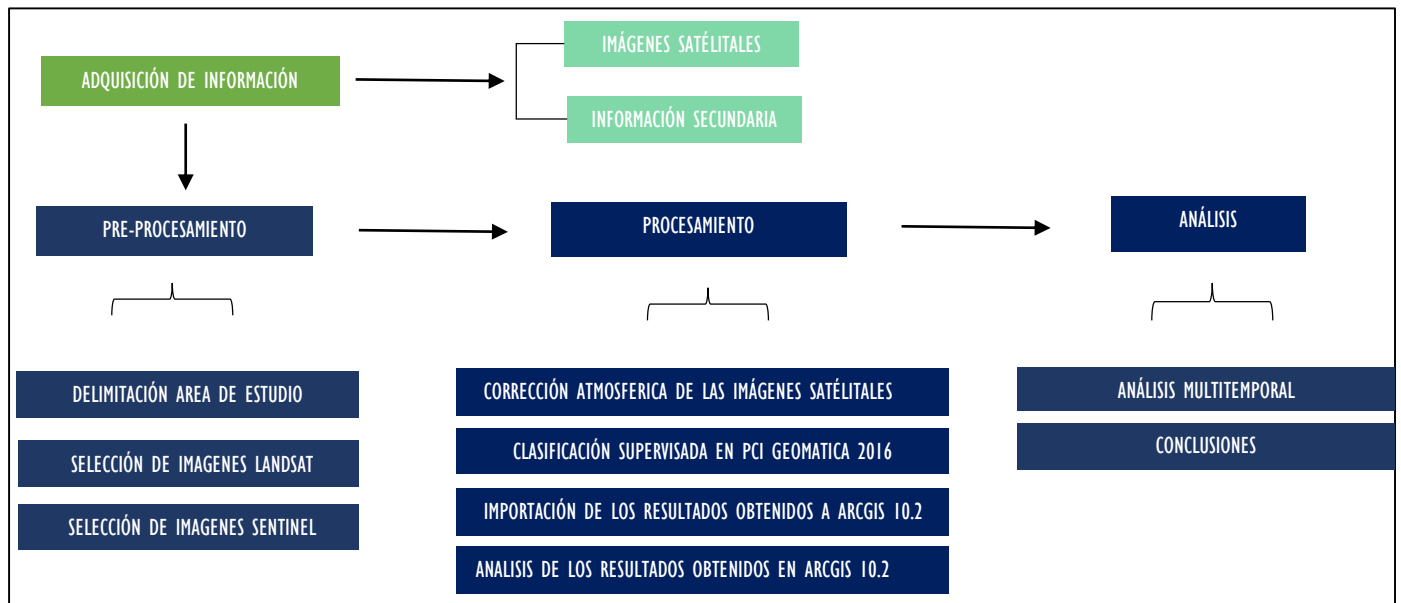 IMÁGENES SATÉLITALES
ADQUISICIÓN DE INFORMACIÓN
INFORMACIÓN SECUNDARIA
PRE-PROCESAMIENTO
PROCESAMIENTO
ANÁLISIS
DELIMITACIÓN AREA DE ESTUDIO
SELECCIÓN DE IMAGENES LANDSAT
SELECCIÓN DE IMAGENES SENTINEL
CORRECCIÓN ATMOSFERICA DE LAS IMÁGENES SATÉLITALES
CLASIFICACIÓN SUPERVISADA EN PCI GEOMATICA 2016
IMPORTACIÓN DE LOS RESULTADOS OBTENIDOS A ARCGIS 10.2
ANALISIS DE LOS RESULTADOS OBTENIDOS EN ARCGIS 10.2
ANÁLISIS MULTITEMPORAL
CONCLUSIONES